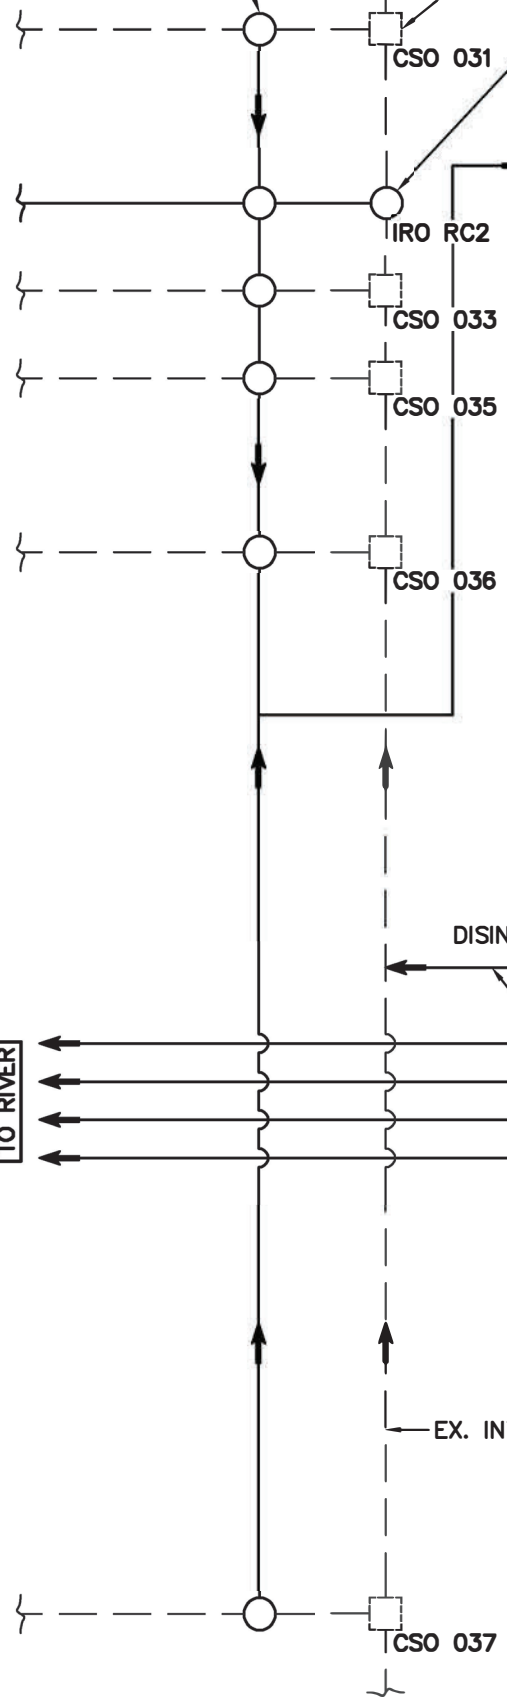 CSO 031
IRO RC2
CSO 033
CSO 035
CSO 036
DISIN
TO RIVER
EX. IN
CSO 037